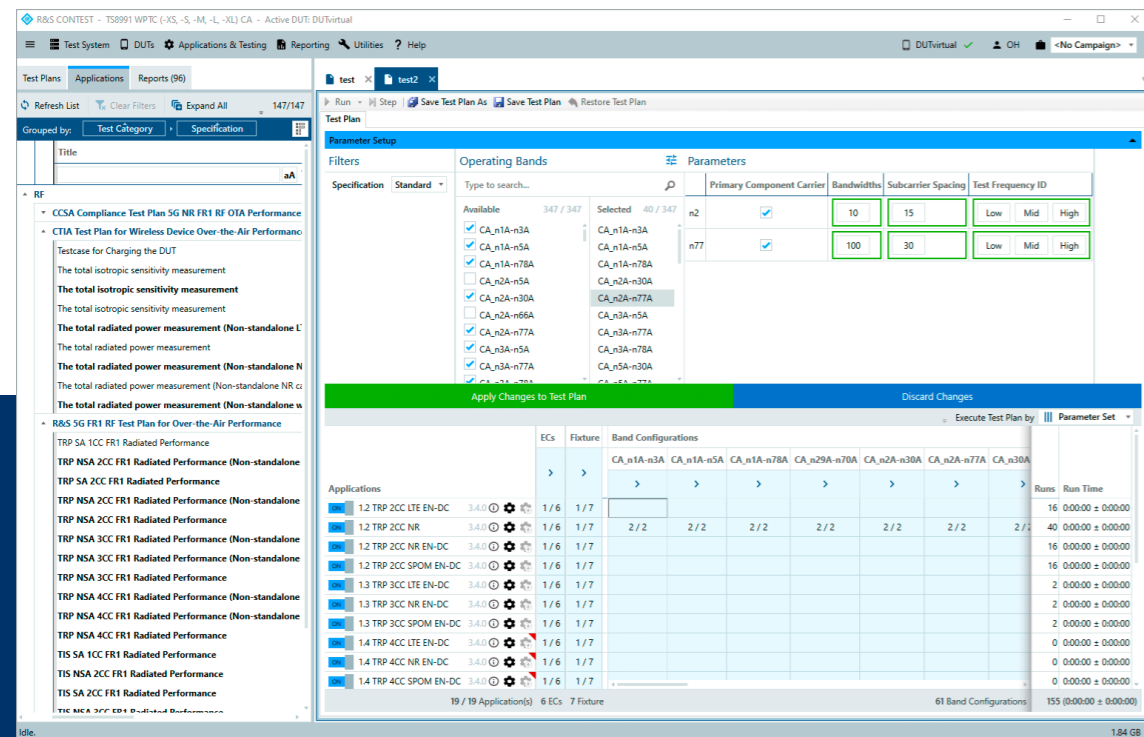 R&S CONTEST - TS8991 WPTC (-XS, -S, -M, -L, -XL) CA - Active DUT: DUTvirtual
Test System DUTs Applications & Testing Reporting Utilities ? Help DUTvirtual OH <No Campaign>
Test Plans Applications Reports (96)
test test2
Refresh List Clear Filters Expand All 147/147
Run Step Save Test Plan As Save Test Plan Restore Test Plan
Test Plan
Grouped by: Test Category Specification
Title
aA
RF
CCSA Compliance Test Plan 5G NR FR1 RF OTA Performance
CTIA Test Plan for Wireless Device Over-the-Air Performance
Testcase for Charging the DUT
The total isotropic sensitivity measurement
The total isotropic sensitivity measurement
The total isotropic sensitivity measurement
The total radiated power measurement (Non-standalone L
The total radiated power measurement
The total radiated power measurement (Non-standalone N
The total radiated power measurement (Non-standalone NR ca
The total radiated power measurement (Non-standalone w
R&S 5G FR1 RF Test Plan for Over-the-Air Performance
TRP SA 1CC FR1 Radiated Performance
TRP NSA 2CC FR1 Radiated Performance (Non-standalone
TRP SA 2CC FR1 Radiated Performance
TRP NSA 2CC FR1 Radiated Performance (Non-standalone
TRP NSA 2CC FR1 Radiated Performance
TRP NSA 3CC FR1 Radiated Performance (Non-standalone
TRP NSA 3CC FR1 Radiated Performance (Non-standalone
TRP NSA 3CC FR1 Radiated Performance
TRP NSA 4CC FR1 Radiated Performance (Non-standalone
TRP NSA 4CC FR1 Radiated Performance (Non-standalone
TRP NSA 4CC FR1 Radiated Performance
TIS SA 1CC FR1 Radiated Performance
TIS NSA 2CC FR1 Radiated Performance
TIS SA 2CC FR1 Radiated Performance
TIS NSA 2CC FR1 Radiated Performance
Parameter Setup
Filters
Specification Standard
Operating Bands
Type to search...
Available 347 / 347
CA_n1A-n3A
CA_n1A-n5A
CA_n1A-n78A
CA_n2A-n5A
CA_n2A-n30A
CA_n2A-n66A
CA_n2A-n77A
CA_n3A-n5A
CA_n3A-n77A
CA_n3A-n78A
Selected 40 / 347
CA_n1A-n3A
CA_n1A-n5A
CA_n1A-n78A
CA_n2A-n30A
CA_n2A-n77A
CA_n3A-n5A
CA_n3A-n77A
CA_n3A-n78A
CA_n5A-n30A
CA_n5A-n77A
Parameters
Primary Component Carrier Bandwidths Subcarrier Spacing Test Frequency ID
n2 10 15 Low Mid High
n77 100 30 Low Mid High
Apply Changes to Test Plan Discard Changes
Execute Test Plan by Parameter Set
Applications ECs Fixture Band Configurations Runs Run Time
CA_n1A-n3A CA_n1A-n5A CA_n1A-n78A CA_n29A-n70A CA_n2A-n30A CA_n2A-n77A CA_n30A
ON 1.2 TRP 2CC LTE EN-DC 3.4.0 1 / 6 1 / 7 16 0:00:00 ± 0:00:00
ON 1.2 TRP 2CC NR 3.4.0 1 / 6 1 / 7 2 / 2 2 / 2 2 / 2 2 / 2 2 / 2 2 / 2 2 / 2 40 0:00:00 ± 0:00:00
ON 1.2 TRP 2CC NR EN-DC 3.4.0 1 / 6 1 / 7 16 0:00:00 ± 0:00:00
ON 1.2 TRP 2CC SPOM EN-DC 3.4.0 1 / 6 1 / 7 16 0:00:00 ± 0:00:00
ON 1.3 TRP 3CC LTE EN-DC 3.4.0 1 / 6 1 / 7 2 0:00:00 ± 0:00:00
ON 1.3 TRP 3CC NR EN-DC 3.4.0 1 / 6 1 / 7 2 0:00:00 ± 0:00:00
ON 1.3 TRP 3CC SPOM EN-DC 3.4.0 1 / 6 1 / 7 2 0:00:00 ± 0:00:00
ON 1.4 TRP 4CC LTE EN-DC 3.4.0 1 / 6 1 / 7 0 0:00:00 ± 0:00:00
ON 1.4 TRP 4CC NR EN-DC 3.4.0 1 / 6 1 / 7 0 0:00:00 ± 0:00:00
ON 1.4 TRP 4CC SPOM EN-DC 3.4.0 1 / 6 1 / 7 0 0:00:00 ± 0:00:00
19 / 19 Application(s) 6 ECs 7 Fixture 61 Band Configurations 155 (0:00:00 ± 0:00:00)
Idle. 1.84 GB